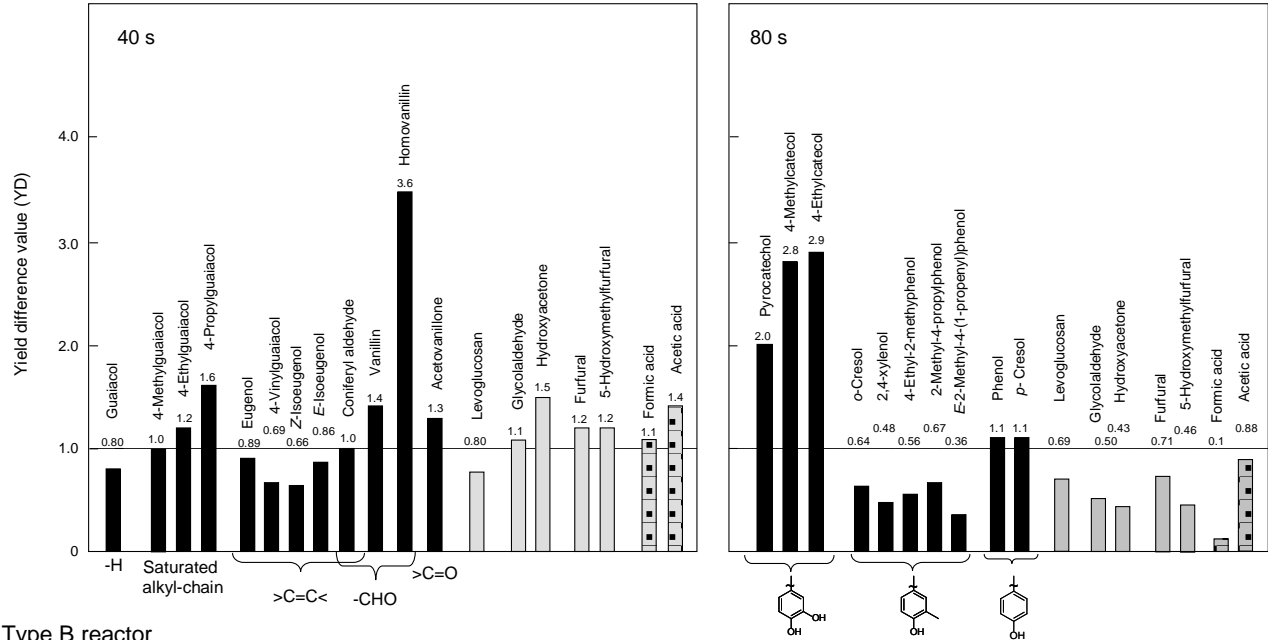 40 s
Yield difference value (YD)
4.0
3.0
2.0
1.0
0
Guaiacol
0.80
4-Methylguaiacol
1.0
4-Ethylguaiacol
1.2
4-Propylguaiacol
1.6
Eugenol
0.89
4-Vinylguaiacol
0.69
Z-Isoeugenol
0.66
E-Isoeugenol
0.86
Coniferyl aldehyde
1.0
Vanillin
1.4
Homovanillin
3.6
Acetovanillone
1.3
Levoglucosan
0.80
Glycolaldehyde
1.1
Hydroxyacetone
1.5
Furfural
1.2
5-Hydroxymethylfurfural
1.2
Formic acid
1.1
Acetic acid
1.4
-H
Saturated
alkyl-chain
>C=C<
-CHO
>C=O
80 s
Pyrocatechol
2.0
4-Methylcatecol
2.8
4-Ethylcatecol
2.9
o-Cresol
0.64
2,4-xylenol
0.48
4-Ethyl-2-methyphenol
0.56
2-Methyl-4-propylphenol
0.67
E-2-Methyl-4-(1-propenyl)phenol
0.36
Phenol
1.1
p- Cresol
1.1
Levoglucosan
0.69
Glycolaldehyde
0.50
Hydroxyacetone
0.43
Furfural
0.71
5-Hydroxymethylfurfural
0.46
Formic acid
0.1
Acetic acid
0.88
OH
OH
OH
OH
Type B reactor